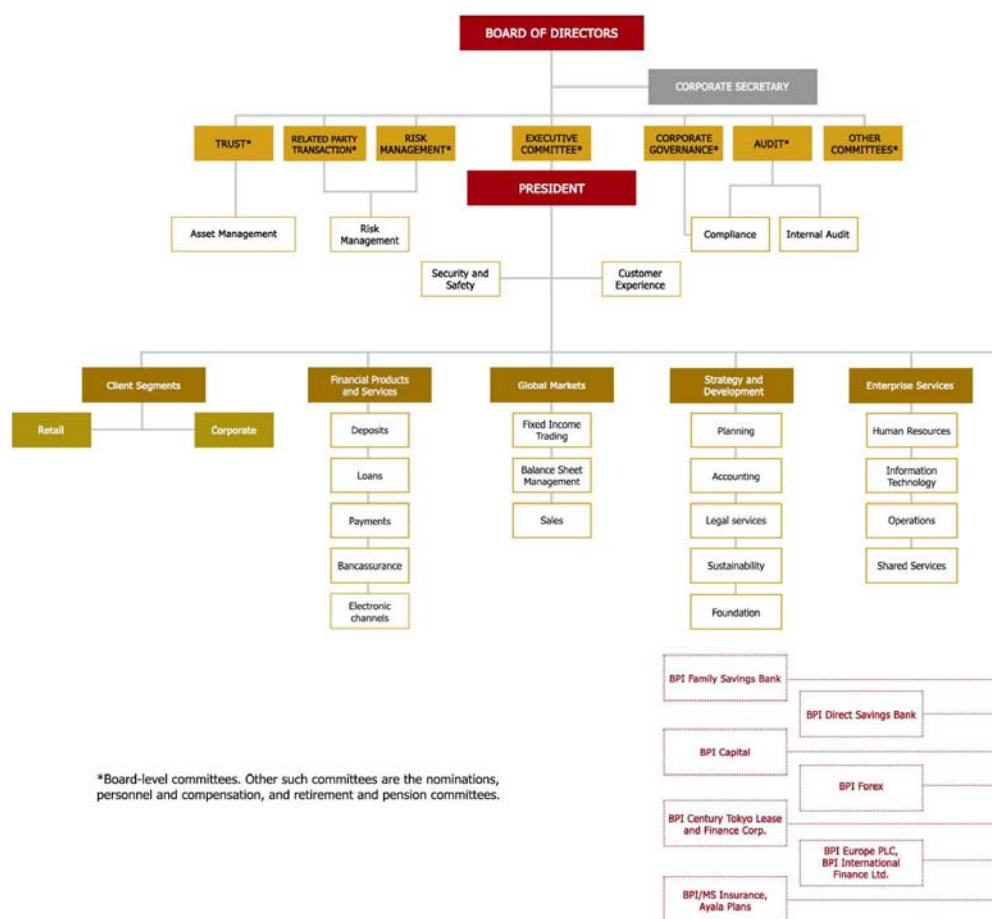 BOARD OF DIRECTORS
CORPORATE SECRETARY
TRUST*
RELATED PARTY
TRANSACTION*
RISK
MANAGEMENT*
EXECUTIVE
COMMITTEE*
CORPORATE
GOVERNANCE*
AUDIT*
OTHER
COMMITTEES*
PRESIDENT
Asset Management
Risk
Management
Compliance
Internal Audit
Security and
Safety
Customer
Experience
Client Segments
Financial Products
and Services
Global Markets
Strategy and
Development
Enterprise Services
Retail
Corporate
Deposits
Loans
Payments
Bancassurance
Electronic
channels
Fixed Income
Trading
Balance Sheet
Management
Sales
Planning
Accounting
Legal services
Sustainability
Foundation
Human Resources
Information
Technology
Operations
Shared Services
BPI Family Savings Bank
BPI Direct Savings Bank
BPI Capital
BPI Forex
BPI Century Tokyo Lease
and Finance Corp.
BPI Europe PLC,
BPI International
Finance Ltd.
BPI/MS Insurance,
Ayala Plans
*Board-level committees. Other such committees are the nominations,
personnel and compensation, and retirement and pension committees.